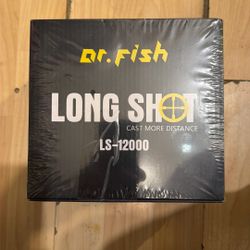 Dr.fish
LONG SHOT
CAST MORE DISTANCE
LS-12000